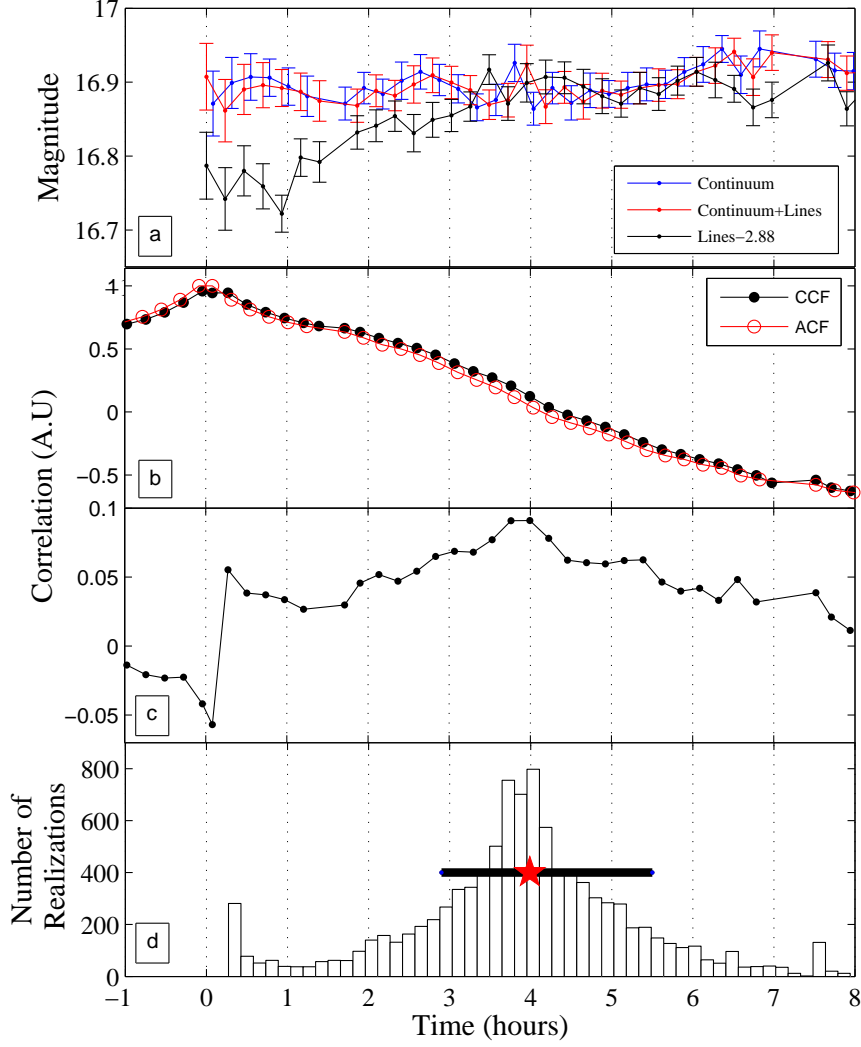 17
16.9
16.8
16.7
Magnitude
a
Continuum
Continuum+Lines
Lines−2.88
1
0.5
0
−0.5
b
CCF
ACF
Correlation (A.U)
0.1
0.05
0
−0.05
c
800
600
400
200
0
Number of
Realizations
d
−1 0 1 2 3 4 5 6 7 8
Time (hours)